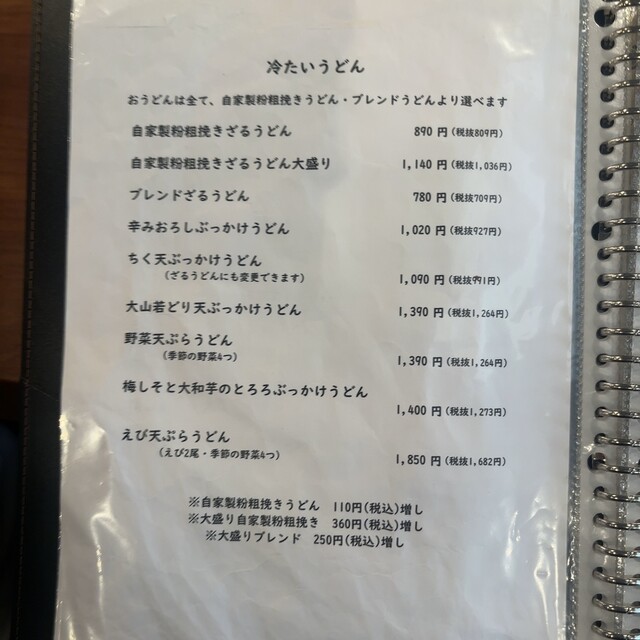 冷たいうどん
おうどんは全て、自家製粉粗挽きうどん・ブレンドうどんより選べます
自家製粉粗挽きざるうどん 890 円 (税抜809円)
自家製粉粗挽きざるうどん大盛り 1,140 円 (税抜1,036円)
ブレンドざるうどん 780 円 (税抜709円)
辛みおろしぶっかけうどん 1,020 円 (税抜927円)
ちく天ぶっかけうどん
(ざるうどんにも変更できます) 1,090 円 (税抜991円)
大山若どり天ぶっかけうどん 1,390 円 (税抜1,264円)
野菜天ぷらうどん
(季節の野菜4つ) 1,390 円 (税抜1,264円)
梅しそと大和芋のとろろぶっかけうどん
1,400 円 (税抜1,273円)
えび天ぷらうどん
(えび2尾・季節の野菜4つ) 1,850 円 (税抜1,682円)
※自家製粉粗挽きうどん 110円(税込)増し
※大盛り自家製粉粗挽き 360円(税込)増し
※大盛りブレンド 250円(税込)増し